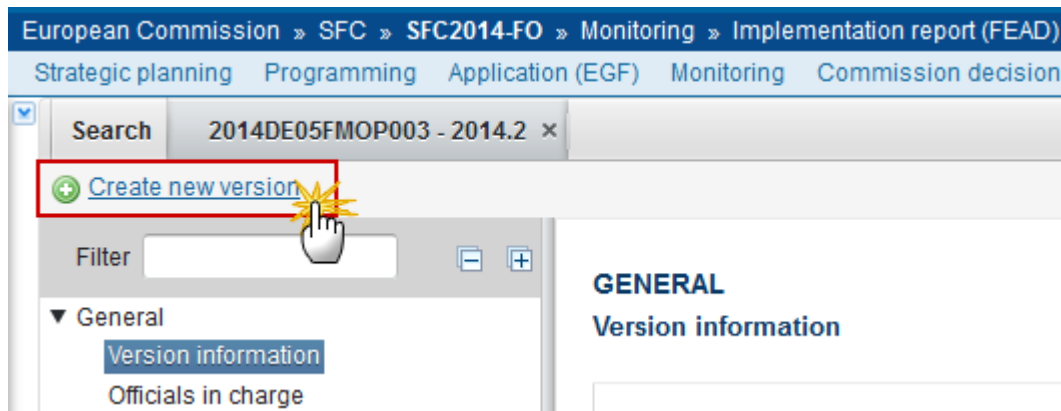 European Commission » SFC » SFC2014-FO » Monitoring » Implementation report (FEAD)
Strategic planning Programming Application (EGF) Monitoring Commission decision
Search 2014DE05FMOP003 - 2014.2 ×
Create new version
Filter
GENERAL
Version information
▼ General
Version information
Officials in charge